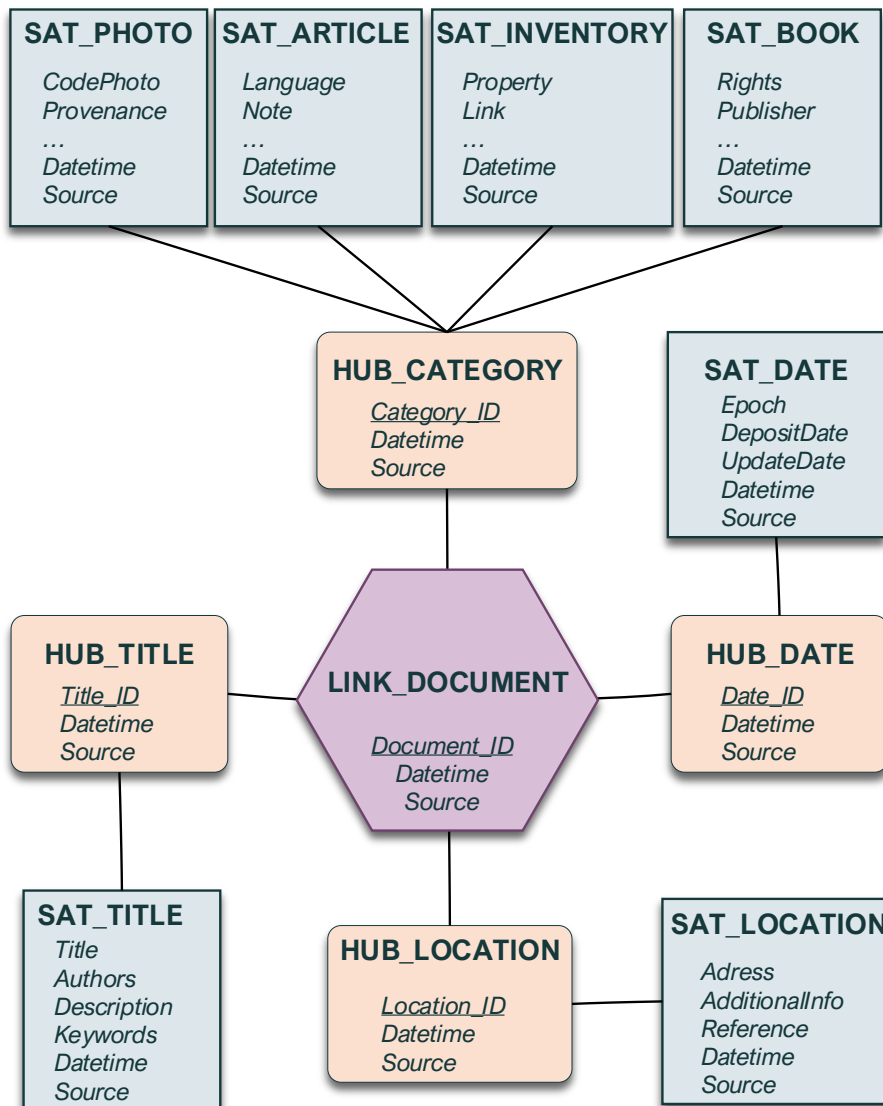 SAT_PHOTO
CodePhoto
Provenance
…
Datetime
Source
SAT_ARTICLE
Language
Note
…
Datetime
Source
SAT_INVENTORY
Property
Link
…
Datetime
Source
SAT_BOOK
Rights
Publisher
…
Datetime
Source
HUB_CATEGORY
Category_ID
Datetime
Source
SAT_DATE
Epoch
DepositDate
UpdateDate
Datetime
Source
HUB_TITLE
Title_ID
Datetime
Source
LINK_DOCUMENT
Document_ID
Datetime
Source
HUB_DATE
Date_ID
Datetime
Source
SAT_TITLE
Title
Authors
Description
Keywords
Datetime
Source
HUB_LOCATION
Location_ID
Datetime
Source
SAT_LOCATION
Adress
AdditionalInfo
Reference
Datetime
Source